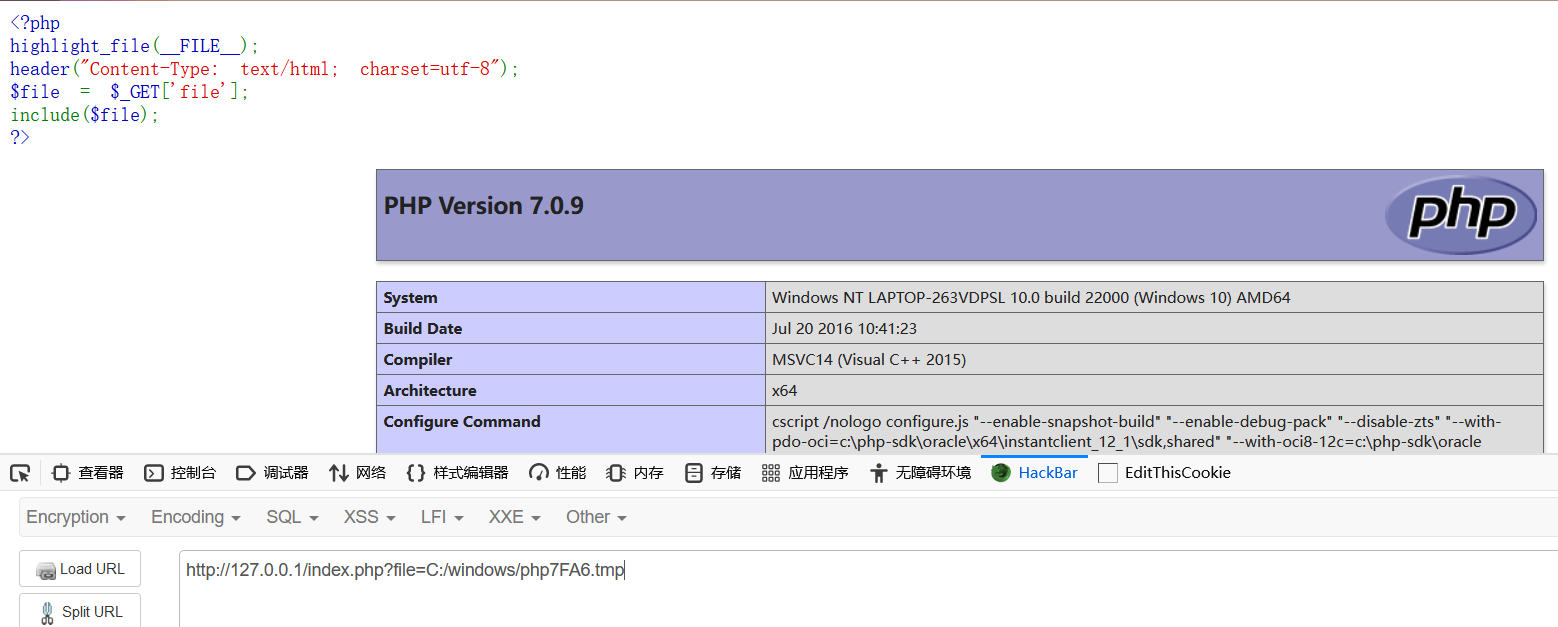 <?php
highlight_file(__FILE__);
header("Content-Type: text/html; charset=utf-8");
$file = $_GET['file'];
include($file);
?>
PHP Version 7.0.9
php
System Windows NT LAPTOP-263VDPSL 10.0 build 22000 (Windows 10) AMD64
Build Date Jul 20 2016 10:41:23
Compiler MSVC14 (Visual C++ 2015)
Architecture x64
Configure Command cscript /nologo configure.js "--enable-snapshot-build" "--enable-debug-pack" "--disable-zts" "--with-
pdo-oci=c:\php-sdk\oracle\x64\instantclient_12_1\sdk,shared" "--with-oci8-12c=c:\php-sdk\oracle
查看器 控制台 调试器 网络 样式编辑器 性能 内存 存储 应用程序 无障碍环境 HackBar EditThisCookie
Encryption Encoding SQL XSS LFI XXE Other
Load URL http://127.0.0.1/index.php?file=C:/windows/php7FA6.tmp
Split URL